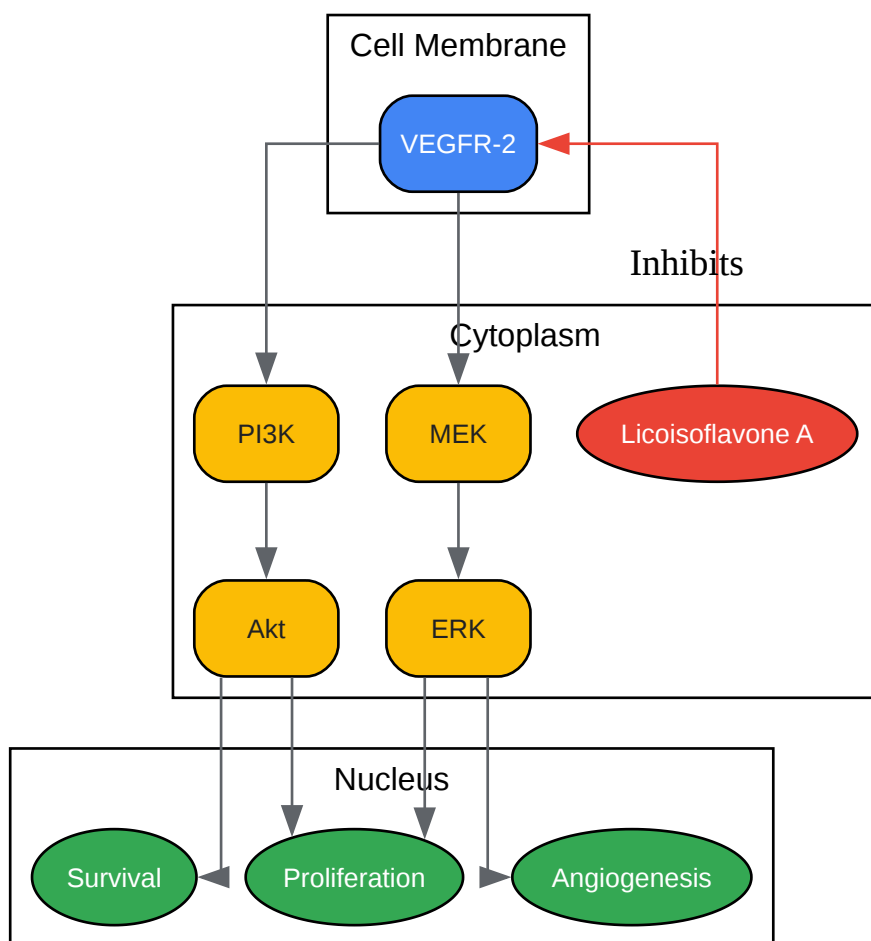 Cell Membrane
VEGFR-2
Inhibits
Cytoplasm
PI3K
MEK
Licoisoflavone A
Akt
ERK
Nucleus
Survival
Proliferation
Angiogenesis